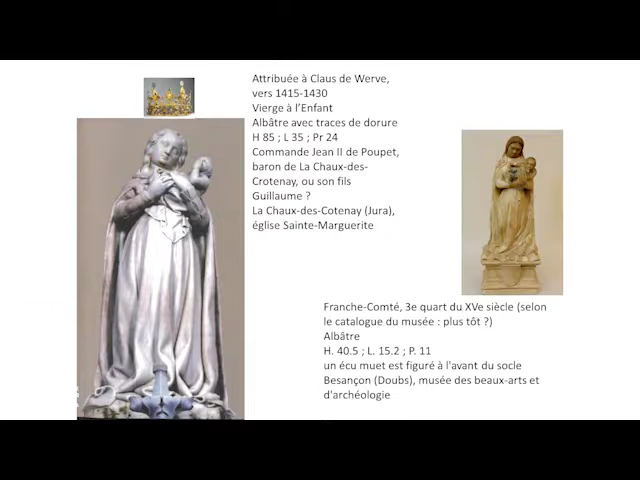 Attribuée à Claus de Werve,
vers 1415-1430
Vierge à l’Enfant
Albâtre avec traces de dorure
H 85 ; L 35 ; Pr 24
Commande Jean II de Poupet,
baron de La Chaux-des-
Crotenay, ou son fils
Guillaume ?
La Chaux-des-Cotenay (Jura),
église Sainte-Marguerite
Franche-Comté, 3e quart du XVe siècle (selon
le catalogue du musée : plus tôt ?)
Albâtre
H. 40.5 ; L. 15.2 ; P. 11
un écu muet est figuré à l'avant du socle
Besançon (Doubs), musée des beaux-arts et
d'archéologie